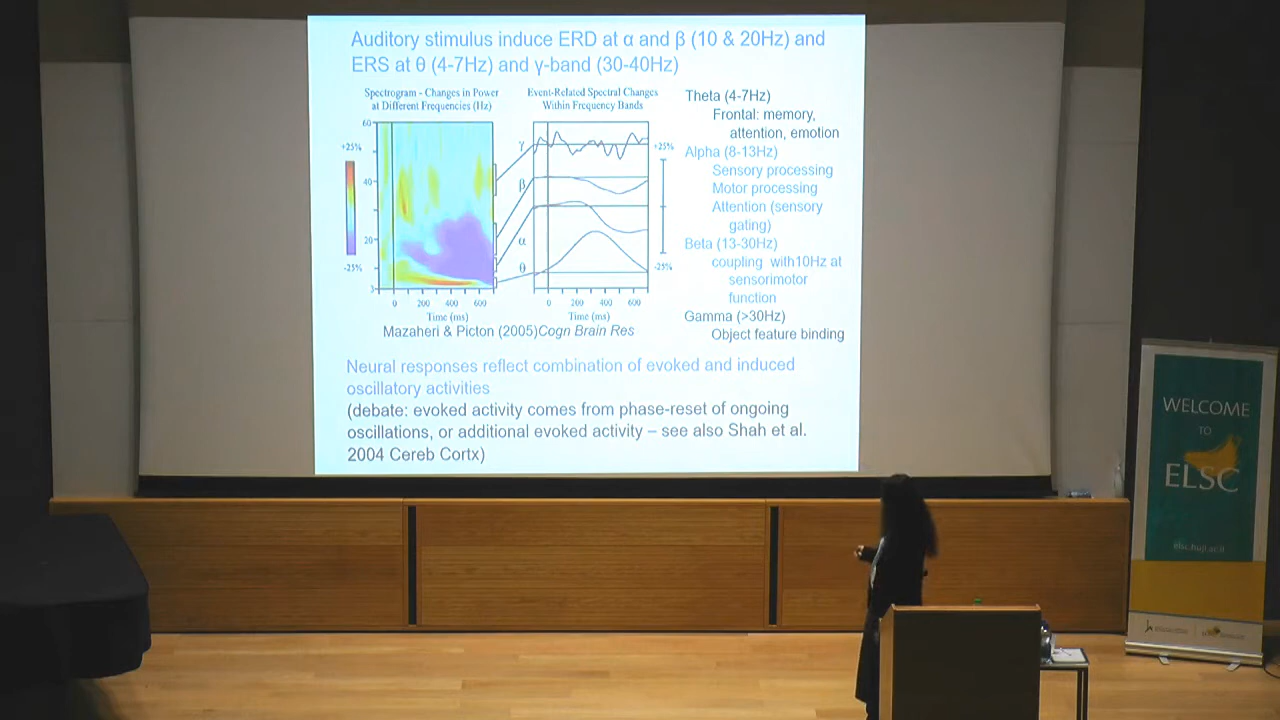 Auditory stimulus induce ERD at α and β (10 & 20Hz) and
ERS at θ (4-7Hz) and γ-band (30-40Hz)
Spectrogram - Changes in Power
at Different Frequencies (Hz)
+25%
-25%
60
40
20
3
0 200 400 600
Time (ms)
Event-Related Spectral Changes
Within Frequency Bands
γ
β
α
θ
+25%
-25%
0 200 400 600
Time (ms)
Mazaheri & Picton (2005)Cogn Brain Res
Theta (4-7Hz)
Frontal: memory,
attention, emotion
Alpha (8-13Hz)
Sensory processing
Motor processing
Attention (sensory
gating)
Beta (13-30Hz)
coupling with10Hz at
sensorimotor
function
Gamma (>30Hz)
Object feature binding
Neural responses reflect combination of evoked and induced
oscillatory activities
(debate: evoked activity comes from phase-reset of ongoing
oscillations, or additional evoked activity – see also Shah et al.
2004 Cereb Cortx)
WELCOME
TO
ELSC
elsc.huji.ac.il